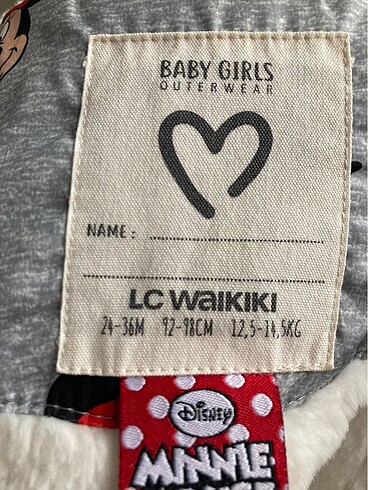 BABY GIRLS
OUTERWEAR
NAME :
LC WAIKIKI
24-36M 92-98CM 12,5-14,5KG
Disney
MINNIE